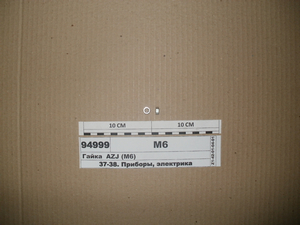 10 CM 10 CM
94999 M6
Гайка AZJ (M6)
37-38. Приборы, электрика